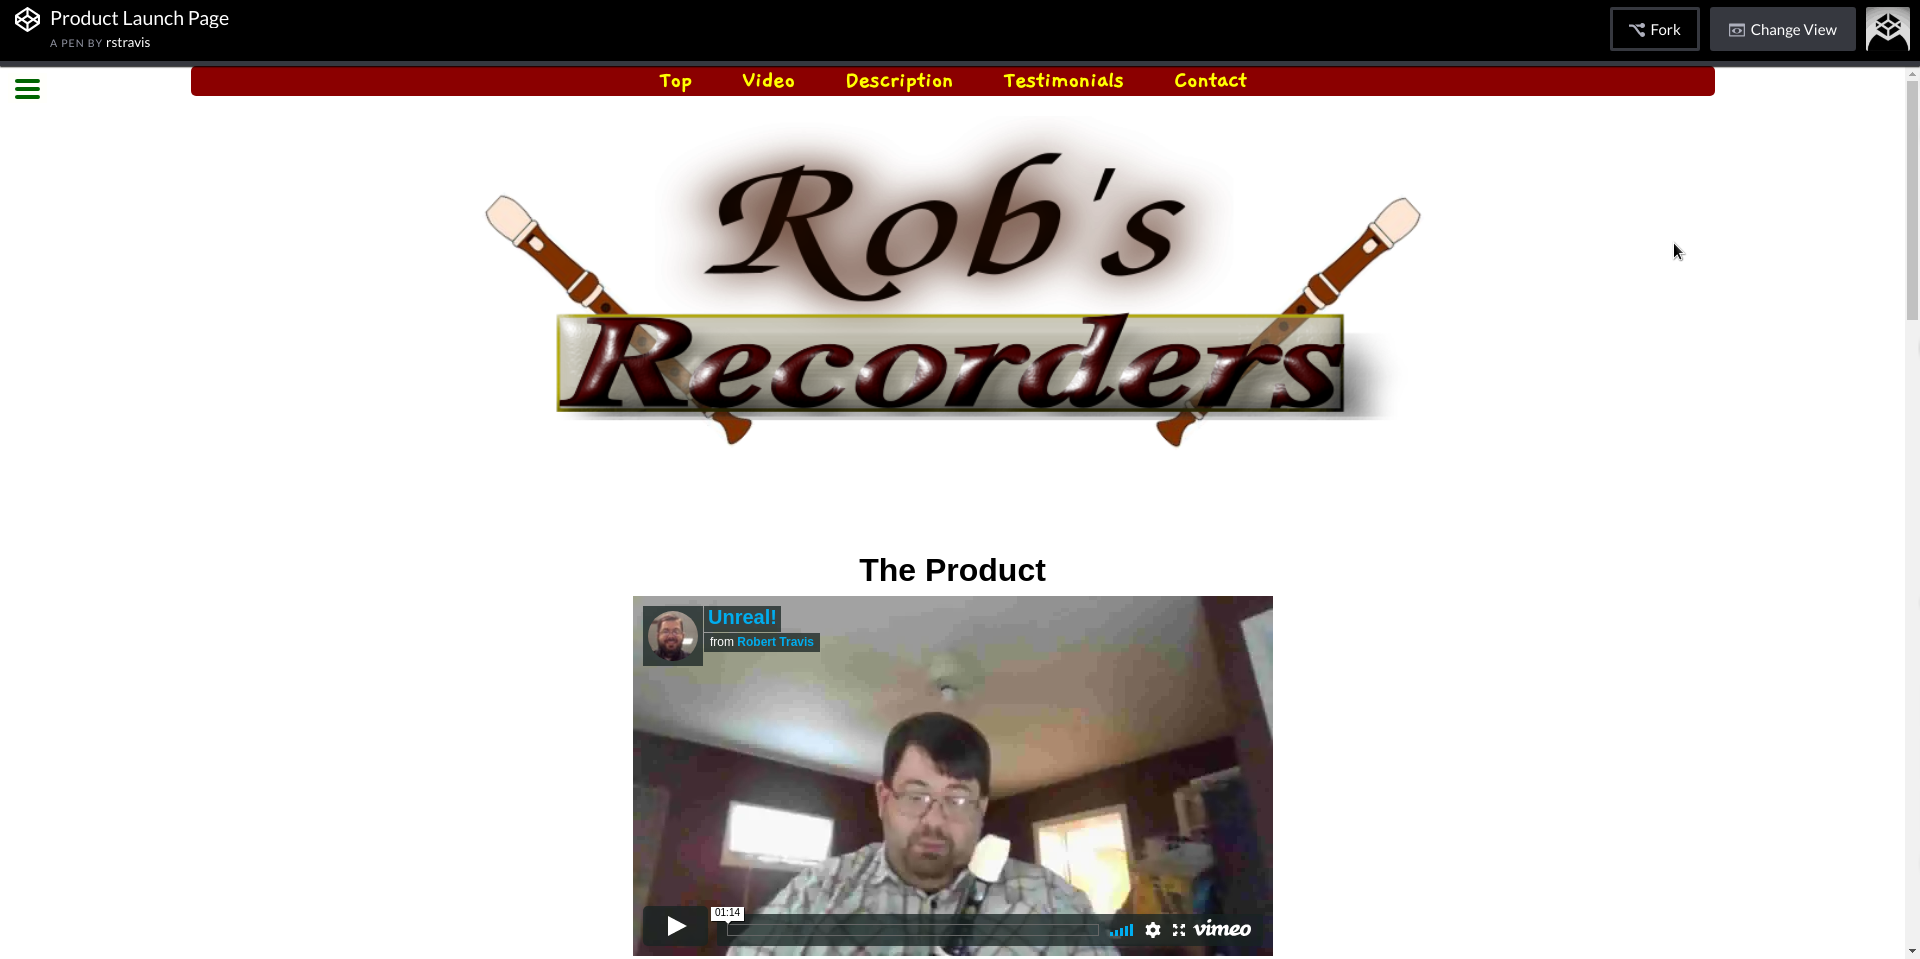 Product Launch Page
A PEN BY rstravis
Fork
Change View
Top Video Description Testimonials Contact
Rob's
Recorders
The Product
Unreal!
from Robert Travis
01:14
vimeo